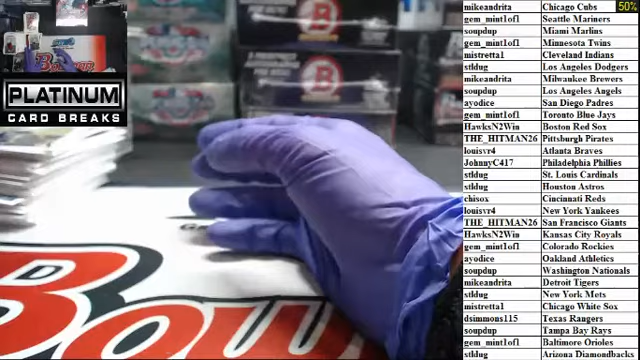 mikeandrita Chicago Cubs 50%
gem_mint1of1 Seattle Mariners
soupdup Miami Marlins
gem_mint1of1 Minnesota Twins
mistretta1 Cleveland Indians
stldug Los Angeles Dodgers
mikeandrita Milwaukee Brewers
soupdup Los Angeles Angels
ayodice San Diego Padres
gem_mint1of1 Toronto Blue Jays
HawksN2Win Boston Red Sox
THE_HITMAN26 Pittsburgh Pirates
louisvr4 Atlanta Braves
JohnnyC417 Philadelphia Phillies
stldug St. Louis Cardinals
stldug Houston Astros
chisox Cincinnati Reds
louisvr4 New York Yankees
THE_HITMAN26 San Francisco Giants
HawksN2Win Kansas City Royals
gem_mint1of1 Colorado Rockies
ayodice Oakland Athletics
soupdup Washington Nationals
mikeandrita Detroit Tigers
stldug New York Mets
mistretta1 Chicago White Sox
dsimmons115 Texas Rangers
soupdup Tampa Bay Rays
gem_mint1of1 Baltimore Orioles
stldug Arizona Diamondbacks
PLATINUM
CARD BREAKS
Bow